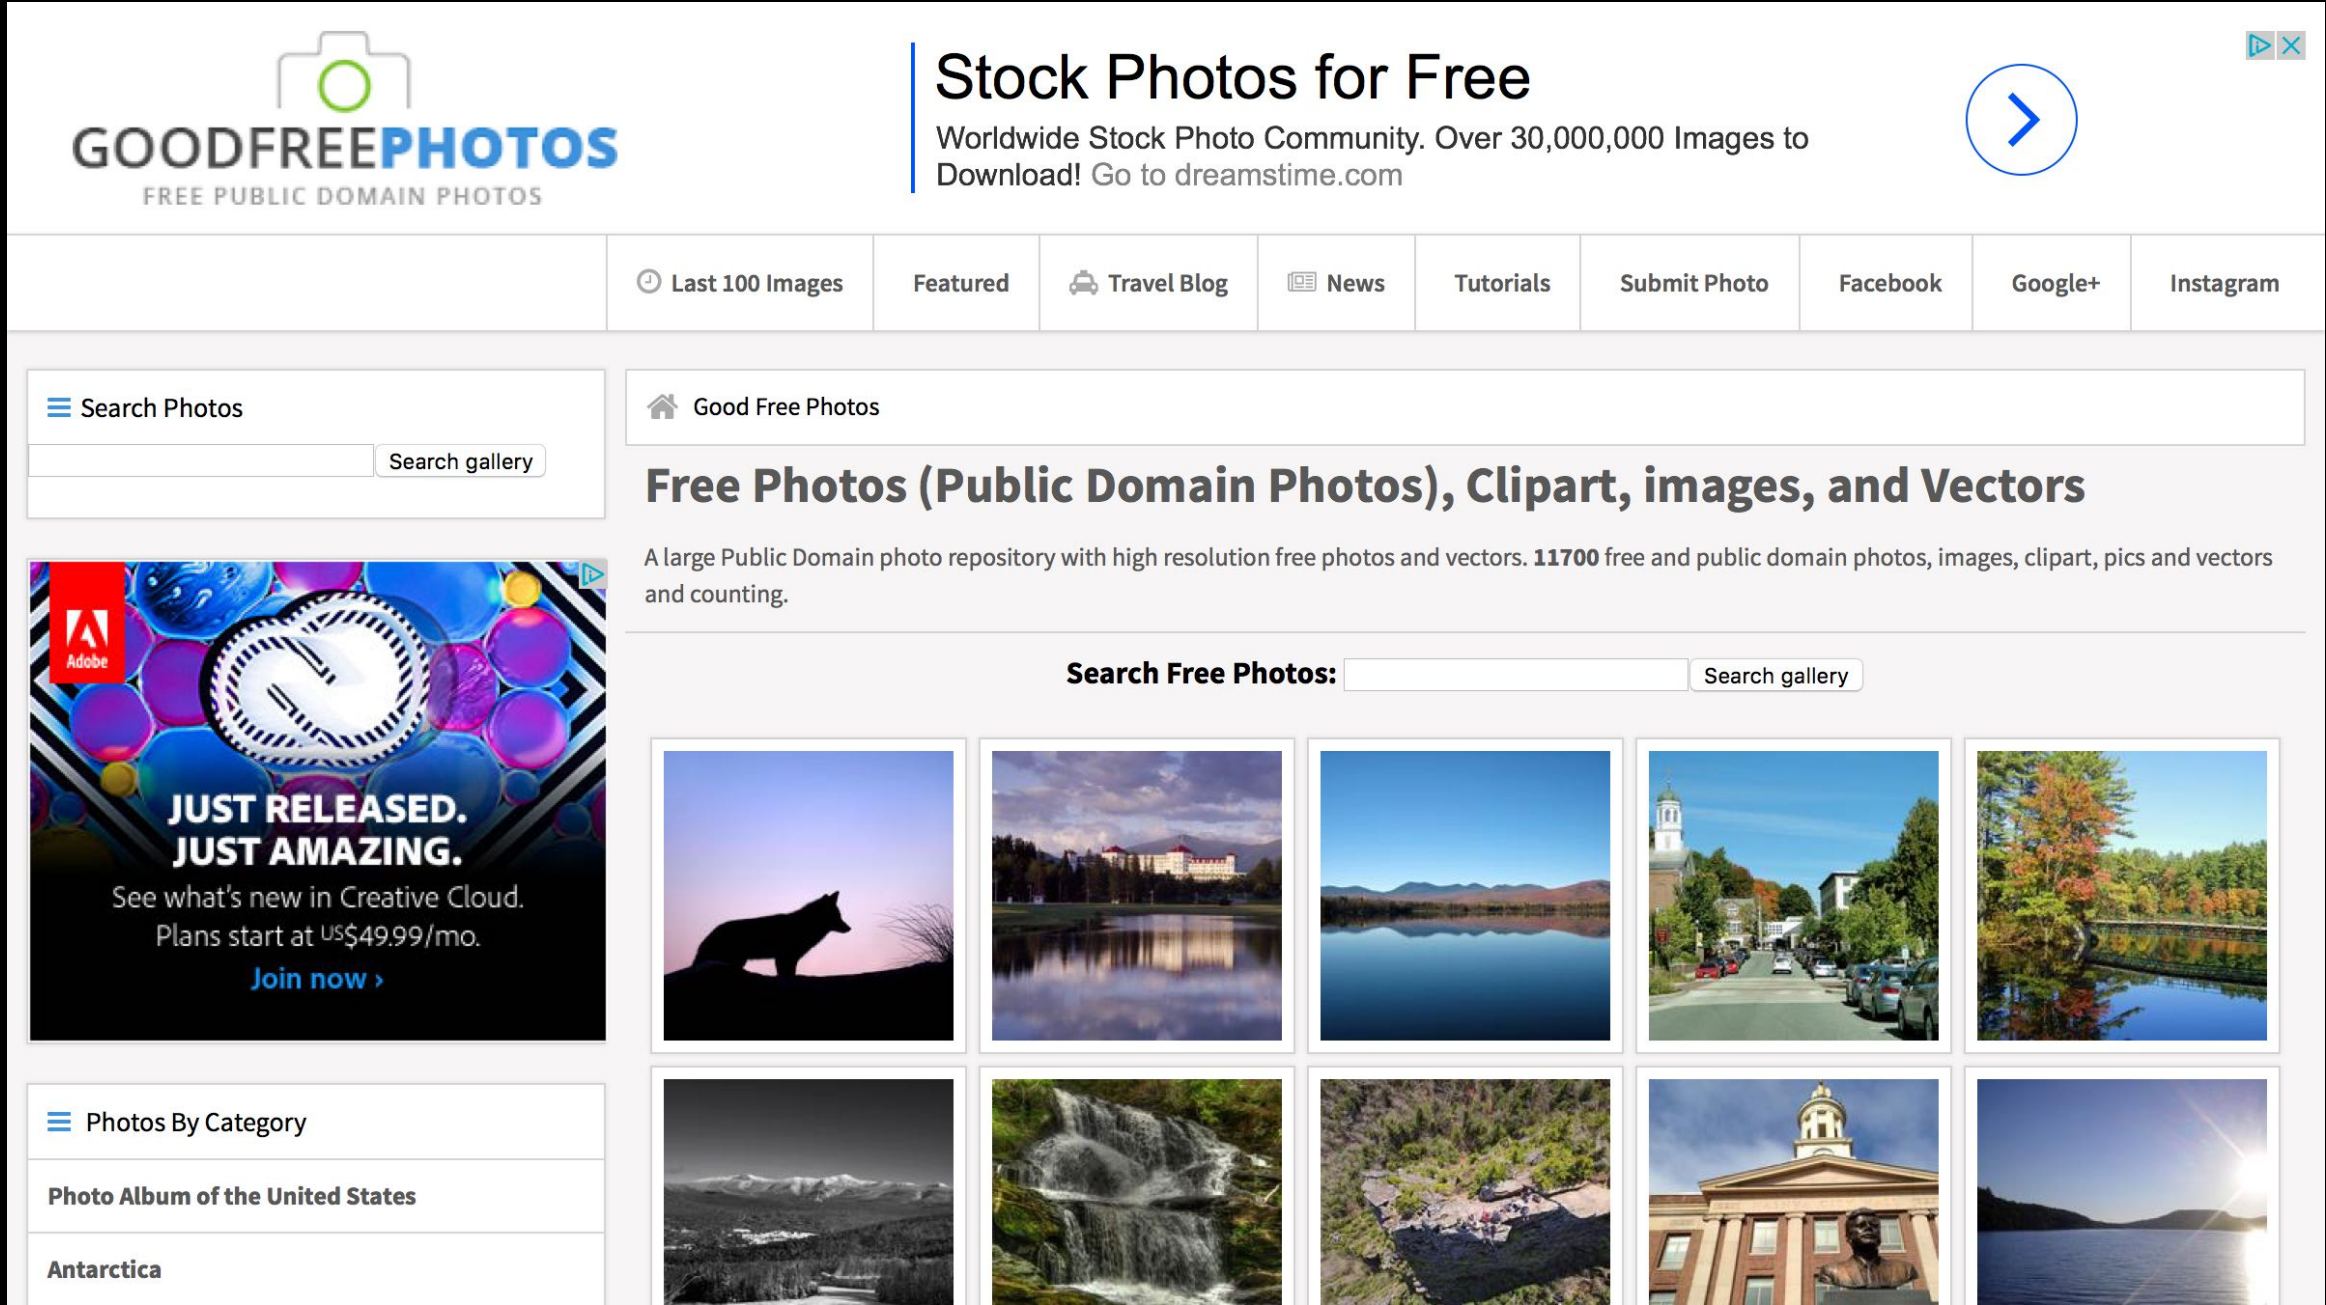 GOODFREEPHOTOS
FREE PUBLIC DOMAIN PHOTOS
Stock Photos for Free
Worldwide Stock Photo Community. Over 30,000,000 Images to
Download! Go to dreamstime.com
Last 100 Images
Featured
Travel Blog
News
Tutorials
Submit Photo
Facebook
Google+
Instagram
Search Photos
Search gallery
Adobe
JUST RELEASED.
JUST AMAZING.
See what's new in Creative Cloud.
Plans start at US$49.99/mo.
Join now ›
Photos By Category
Photo Album of the United States
Antarctica
Good Free Photos
Free Photos (Public Domain Photos), Clipart, images, and Vectors
A large Public Domain photo repository with high resolution free photos and vectors. 11700 free and public domain photos, images, clipart, pics and vectors
and counting.
Search Free Photos:
Search gallery